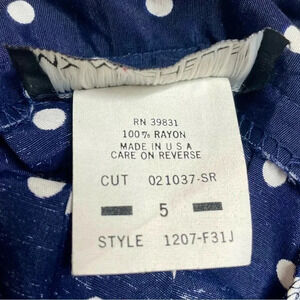 RN 39831
100% RAYON
MADE IN U S A
CARE ON REVERSE
CUT 021037-SR
5
STYLE 1207-F31J